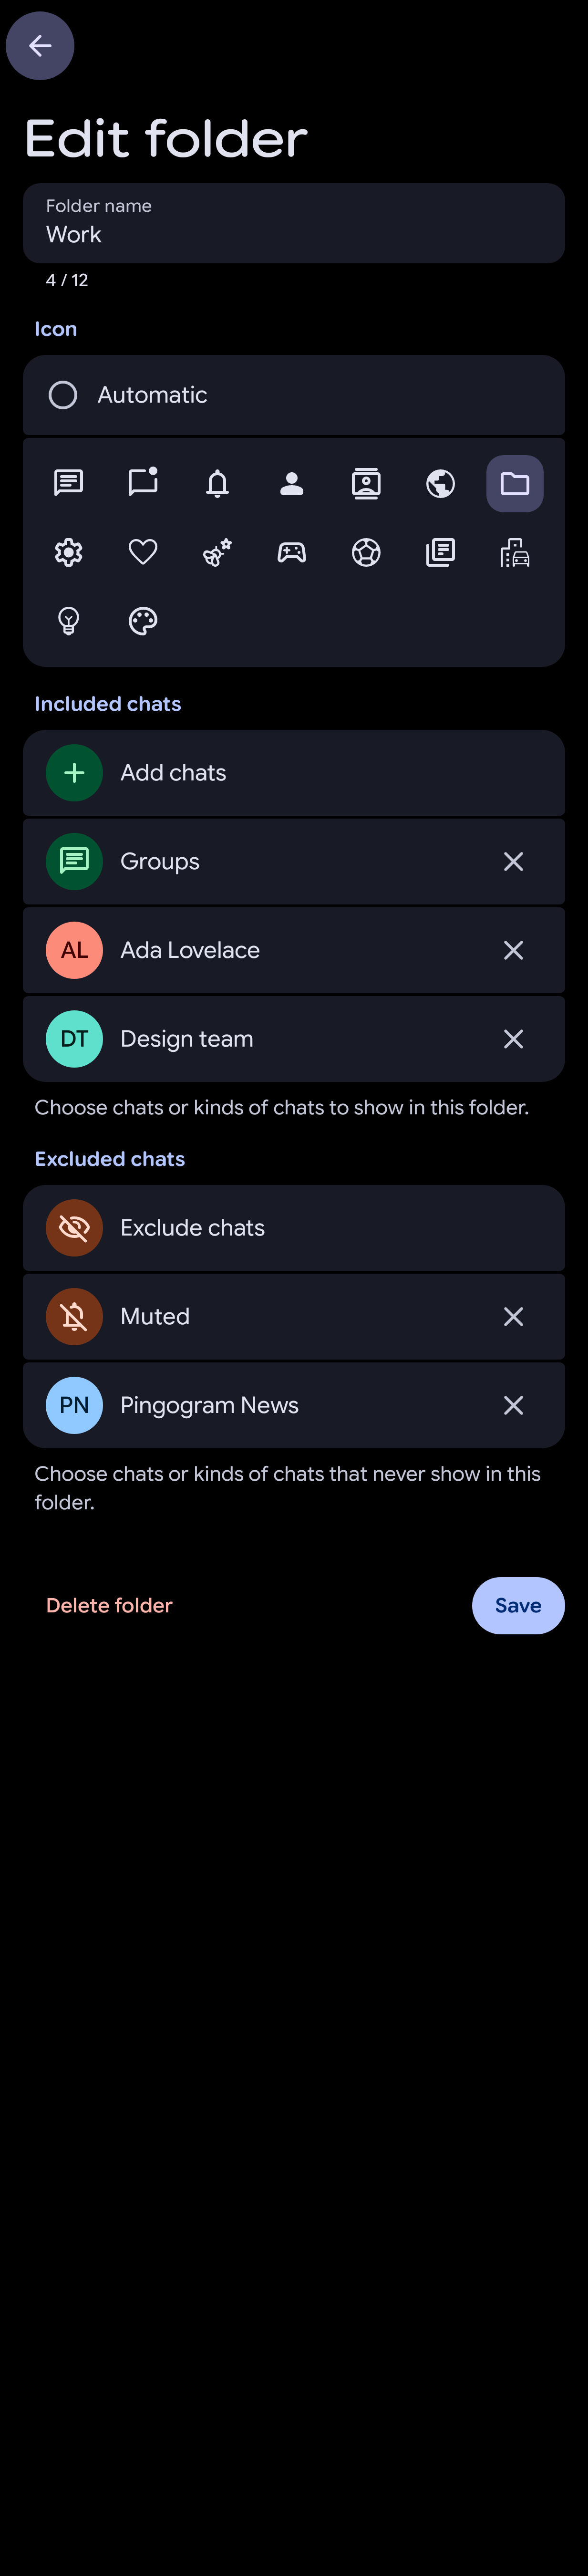 Edit folder
Folder name
Work
4 / 12
Icon
Automatic
Included chats
Add chats
Groups
AL
Ada Lovelace
DT
Design team
Choose chats or kinds of chats to show in this folder.
Excluded chats
Exclude chats
Muted
PN
Pingogram News
Choose chats or kinds of chats that never show in this
folder.
Delete folder
Save